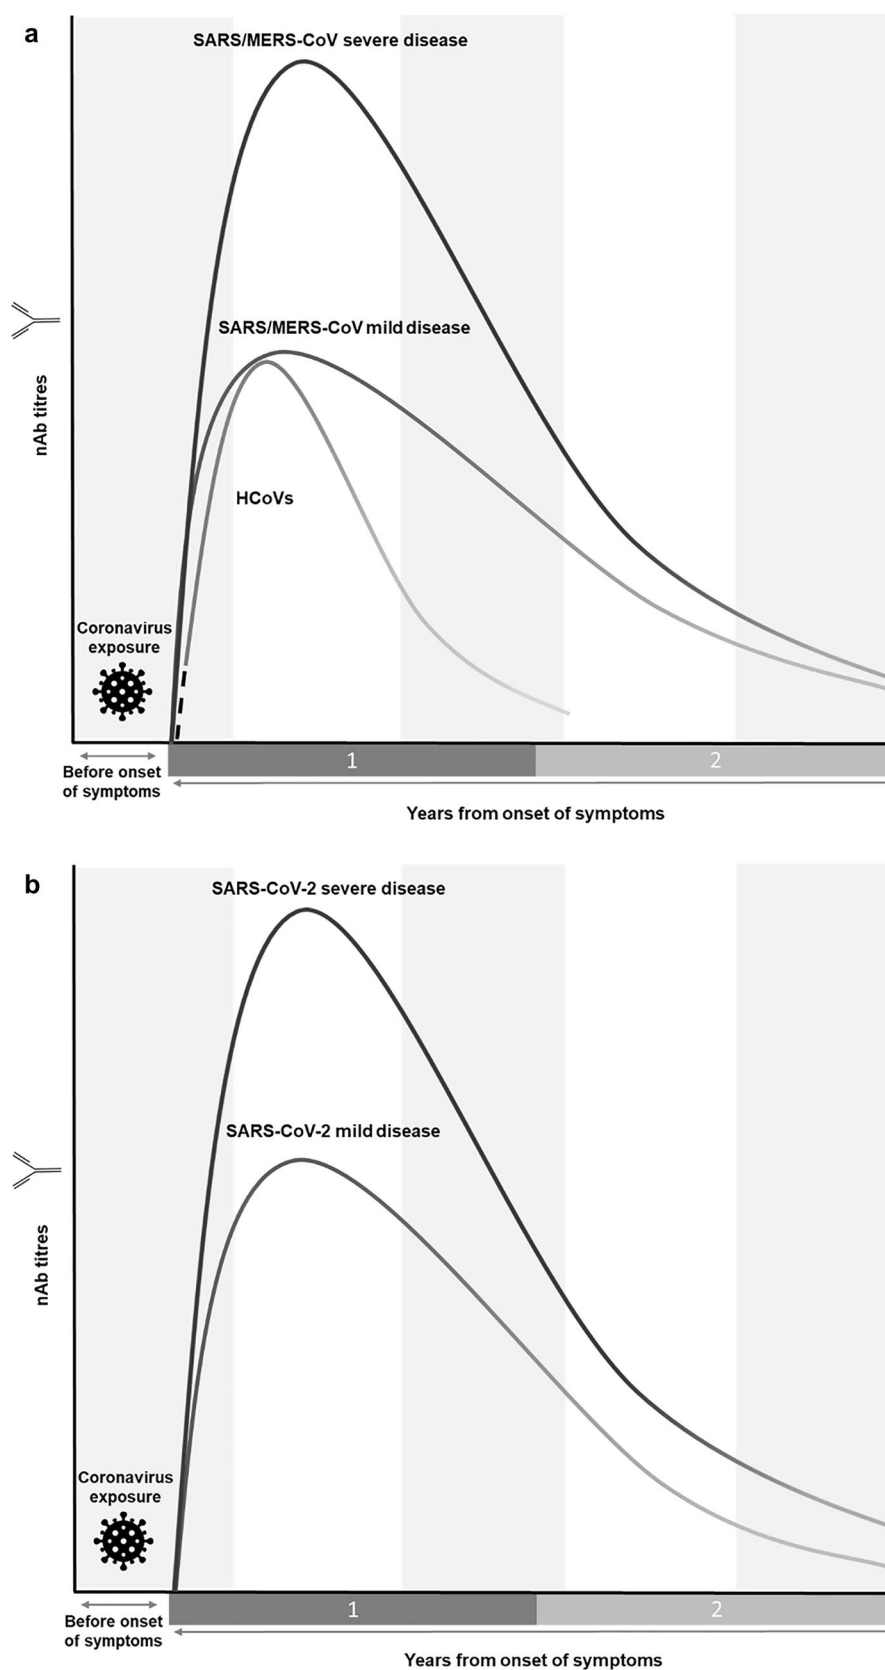 a
SARS/MERS-CoV severe disease
SARS/MERS-CoV mild disease
nAb titres
HCoVs
Coronavirus
exposure
1
2
Before onset
of symptoms
Years from onset of symptoms
b
SARS-CoV-2 severe disease
SARS-CoV-2 mild disease
nAb titres
Coronavirus
exposure
1
2
Before onset
of symptoms
Years from onset of symptoms